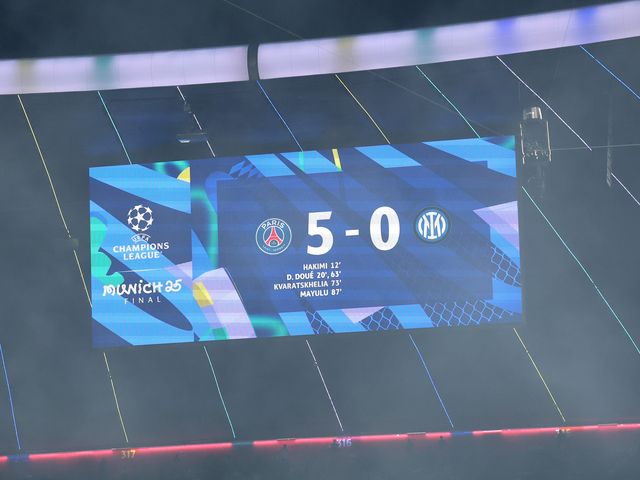 UEFA
CHAMPIONS
LEAGUE
MUNICH 25
FINAL
PARIS
5 - 0
HAKIMI 12'
D. DOUÉ 20', 63'
KVARATSKHELIA 73'
MAYULU 87'
317
316